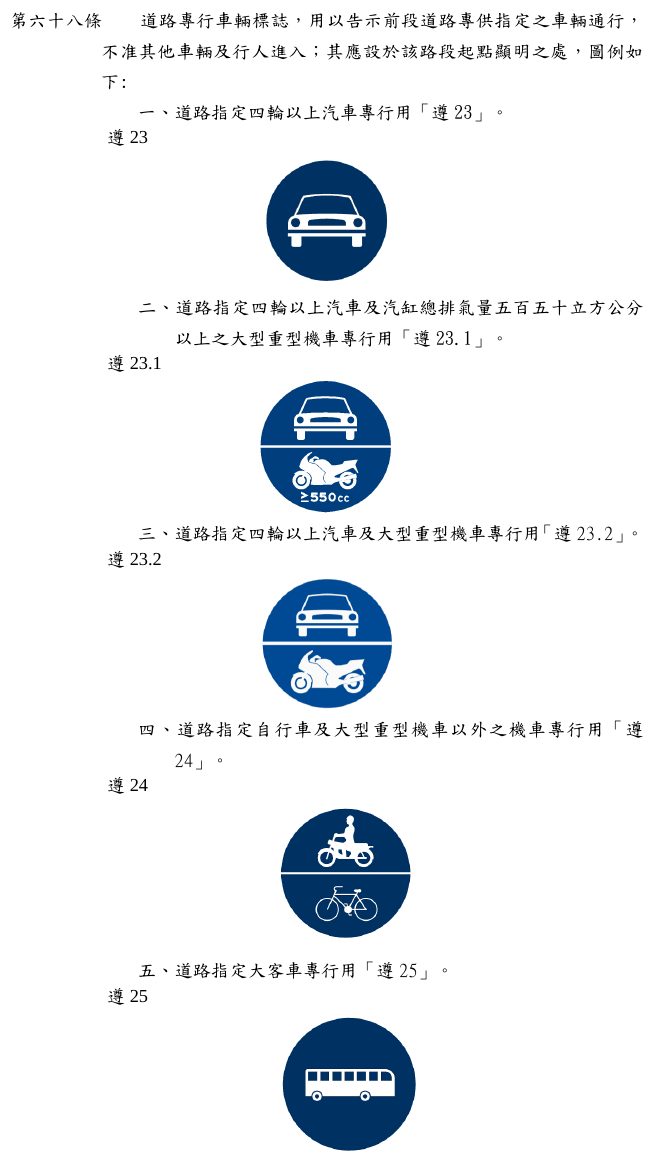 第六十八條　　道路專行車輛標誌，用以告示前段道路專供指定之車輛通行，
不准其他車輛及行人進入；其應設於該路段起點顯明之處，圖例如
下：
一、道路指定四輪以上汽車專行用「遵 23」。
遵 23
二、道路指定四輪以上汽車及汽缸總排氣量五百五十立方公分
以上之大型重型機車專行用「遵 23.1」。
遵 23.1
≥550cc
三、道路指定四輪以上汽車及大型重型機車專行用「遵 23.2」。
遵 23.2
四、道路指定自行車及大型重型機車以外之機車專行用「遵
24」。
遵 24
五、道路指定大客車專行用「遵 25」。
遵 25